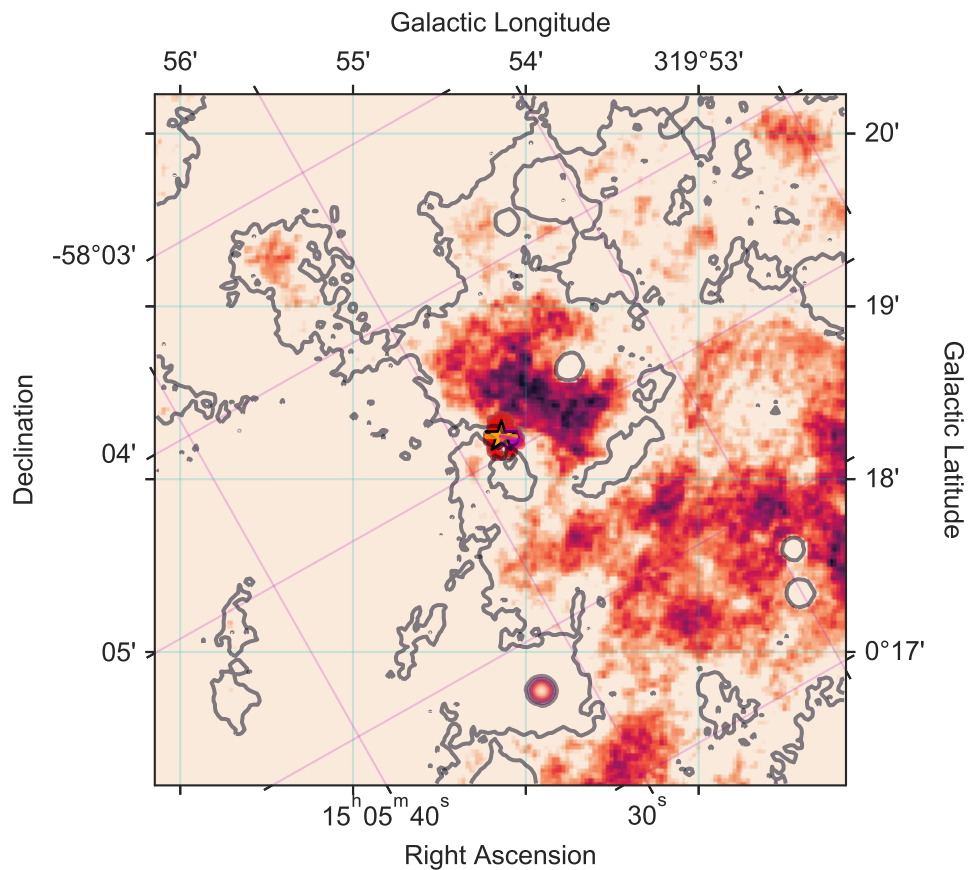 Galactic Longitude
56' 55' 54' 319°53'
20'
-58°03'
19'
Declination
Galactic Latitude
04'
18'
05'
0°17'
15h05m40s 30s
Right Ascension